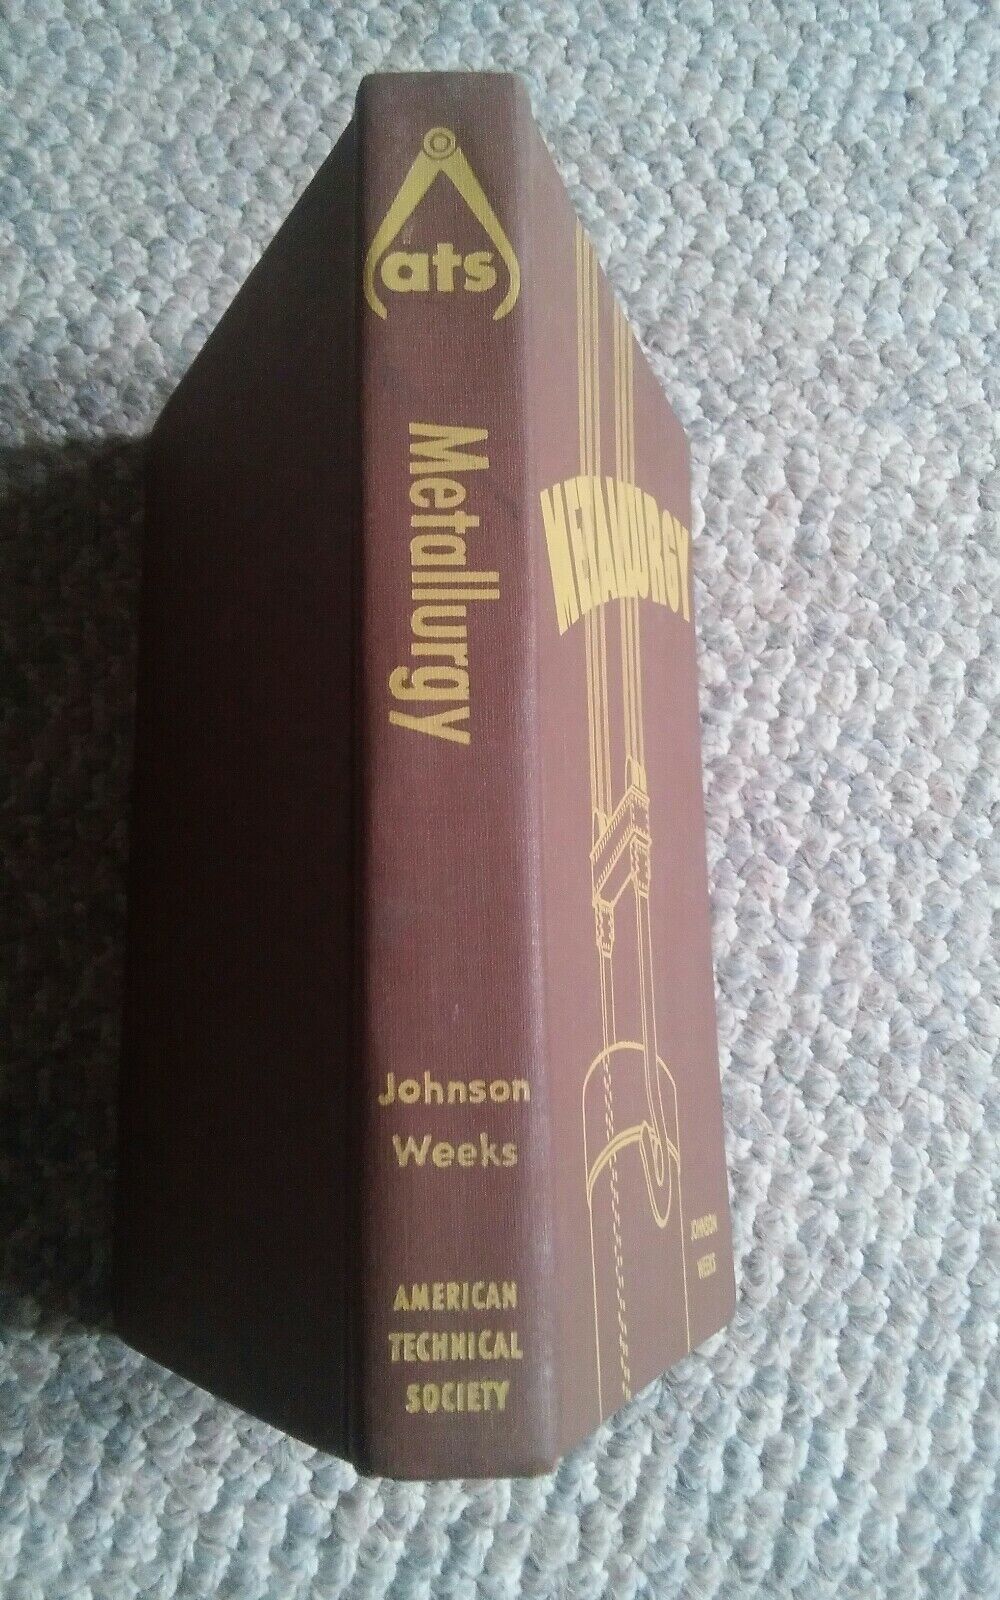 ats
Metallurgy
Johnson
Weeks
AMERICAN
TECHNICAL
SOCIETY
METALLURGY
JOHNSON
WEEKS